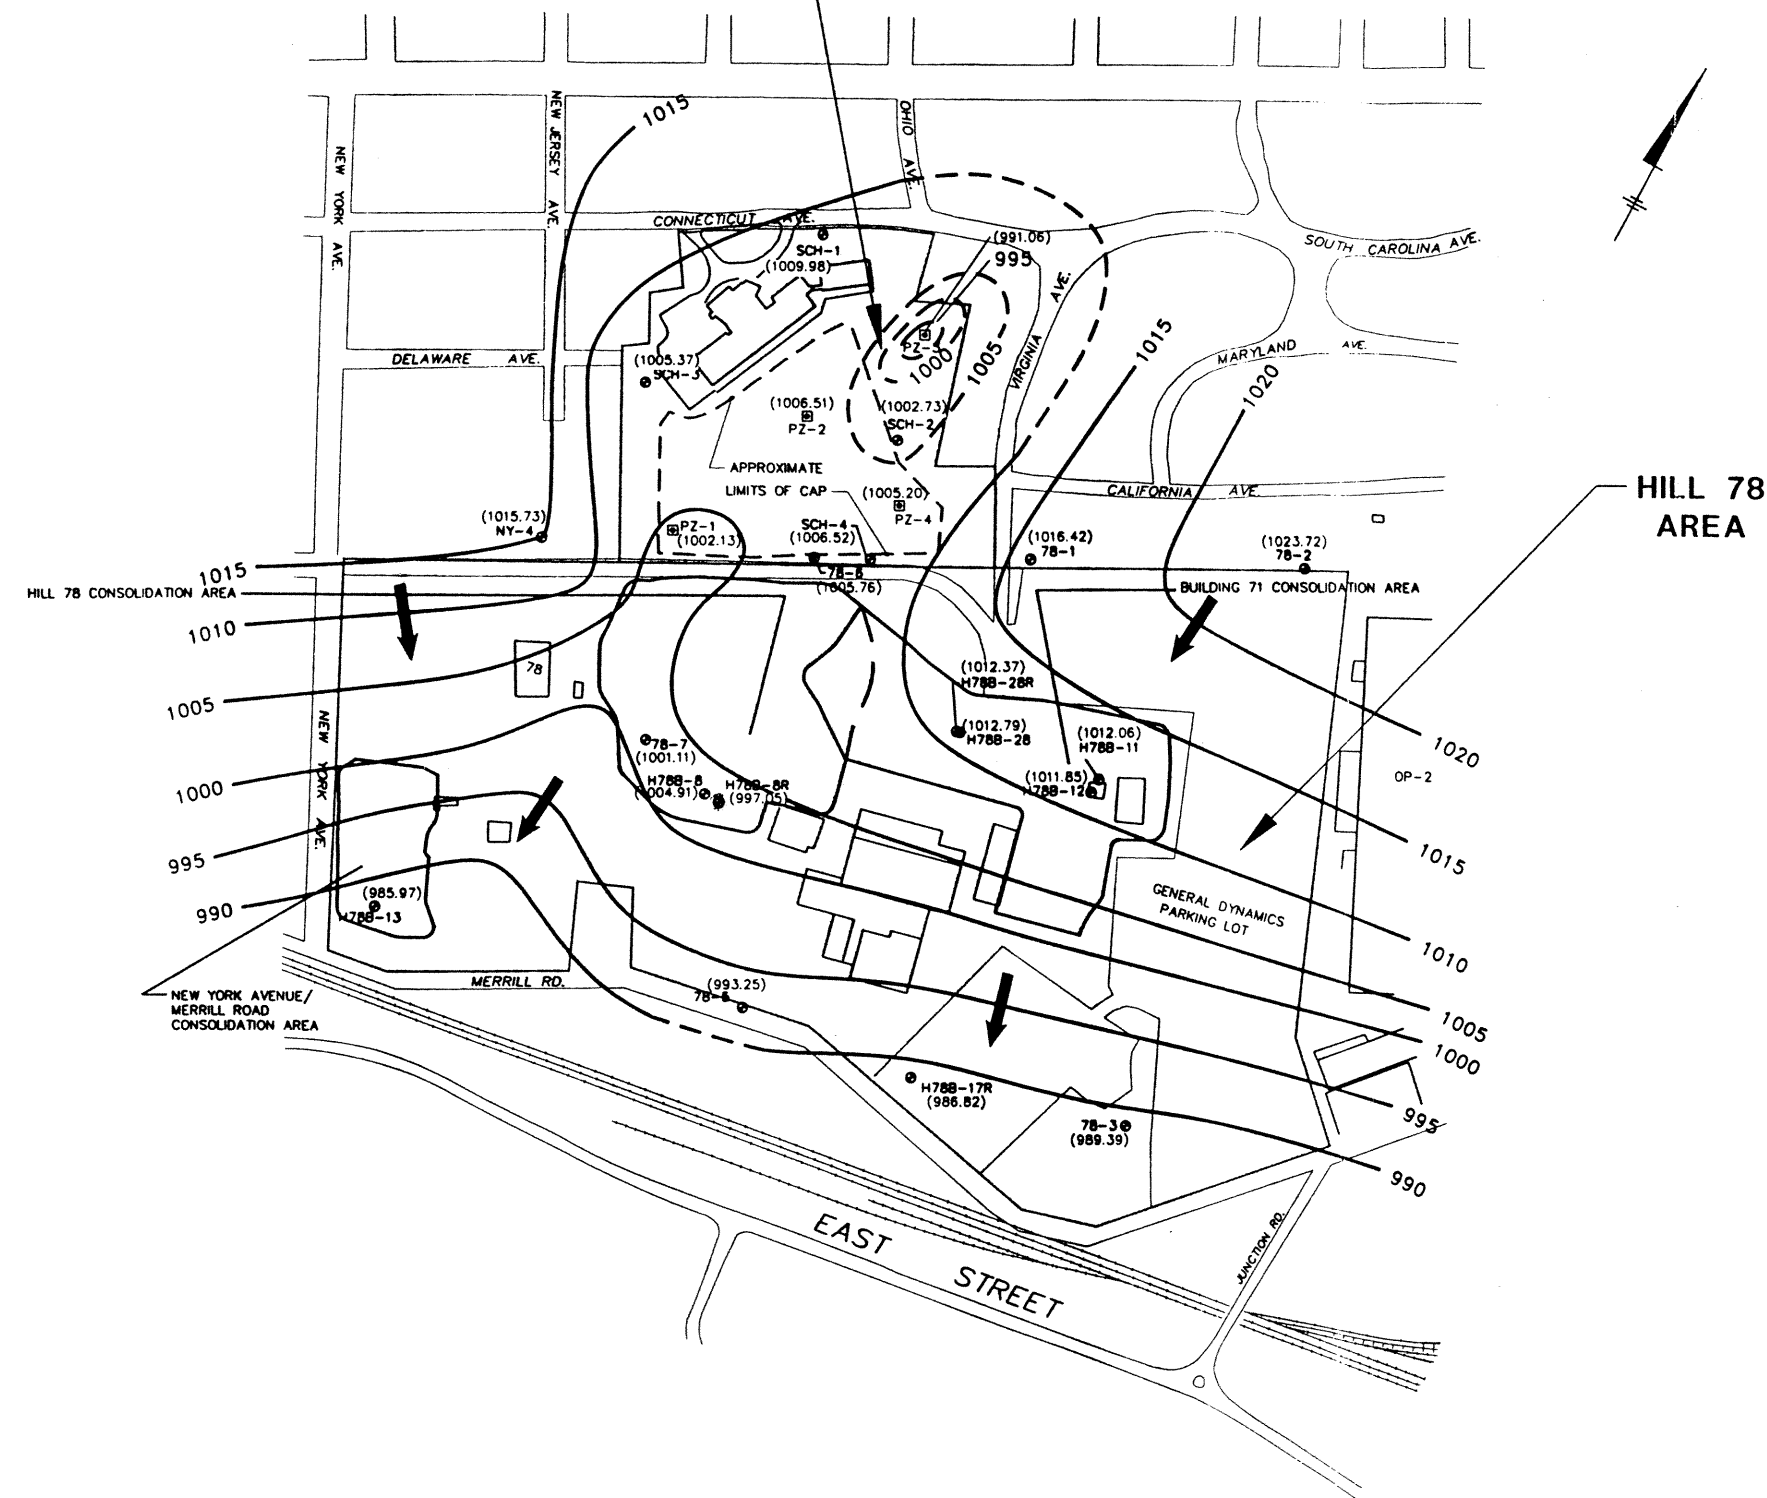 1015
NEW JERSEY AVE.
OHIO AVE.
NEW YORK AVE.
CONNECTICUT AVE.
SCH-1
(1009.98)
(991.06)
995
SOUTH CAROLINA AVE.
VIRGINIA AVE.
1015
MARYLAND AVE.
DELAWARE AVE.
(1005.37)
SCH-3
PZ-3
1000
1005
1020
(1006.51)
PZ-2
(1002.73)
SCH-2
APPROXIMATE
LIMITS OF CAP
(1005.20)
PZ-4
CALIFORNIA AVE.
HILL 78
AREA
(1015.73)
NY-4
PZ-1
(1002.13)
SCH-4
(1006.52)
(1016.42)
78-1
(1023.72)
78-2
1015
78-6
(1005.76)
HILL 78 CONSOLIDATION AREA
BUILDING 71 CONSOLIDATION AREA
1010
78
(1012.37)
H78B-28R
1005
NEW YORK AVE.
(1012.79)
H78B-28
(1012.06)
H78B-11
78-7
(1001.11)
1020
(1011.85)
H78B-12
OP-2
H78B-8
(1004.91)
H78B-8R
(997.05)
1000
1015
995
GENERAL DYNAMICS
PARKING LOT
990
(985.97)
H78B-13
1010
MERRILL RD.
(993.25)
78-5
NEW YORK AVENUE/
MERRILL ROAD
CONSOLIDATION AREA
1005
1000
H78B-17R
(986.82)
995
78-3
(989.39)
990
EAST
STREET
JUNCTION RD.